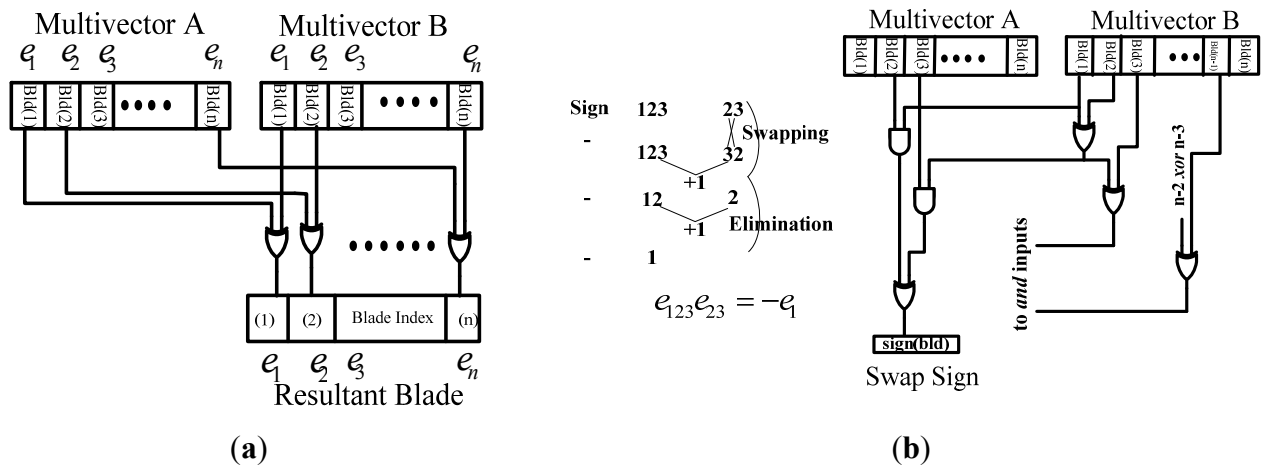 Multivector A
Multivector B
e1 e2 e3 en
e1 e2 e3 en
Bld(1) Bld(2) Bld(3) •••• Bld(n)
Bld(1) Bld(2) Bld(3) •••• Bld(n)
••••••
(1) (2) Blade Index (n)
e1 e2 e3 en
Resultant Blade
(a)
Sign 123 23
Swapping
- 123 32
+1
- 12 2
+1 Elimination
- 1
e123e23 = −e1
Multivector A
Multivector B
Bld(1) Bld(2) Bld(3) •••• Bld(n)
Bld(1) Bld(2) Bld(3) ••• Bld(n-1) Bld(n)
n-2 xor n-3
to and inputs
sign(bld)
Swap Sign
(b)